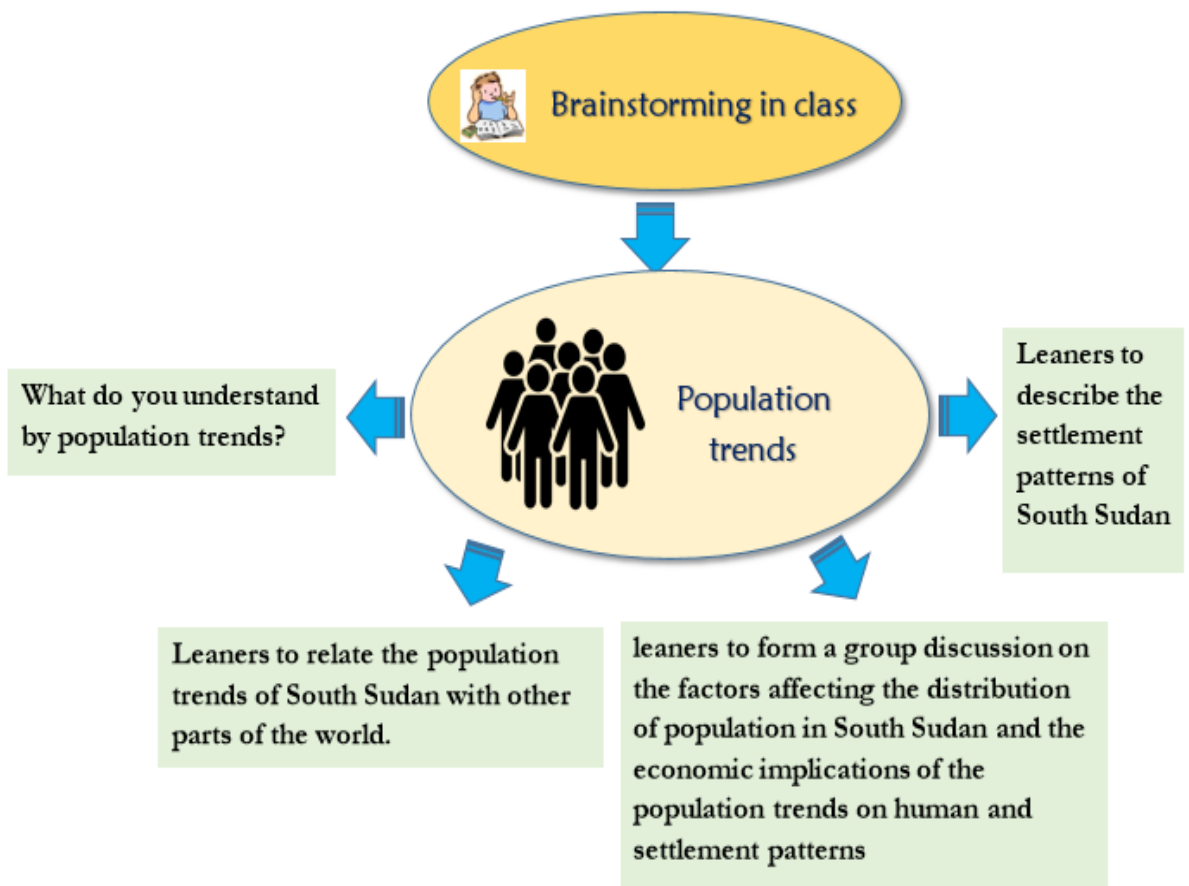 Brainstorming in class
Population
trends
What do you understand
by population trends?
Leaners to
describe the
settlement
patterns of
South Sudan
Leaners to relate the population
trends of South Sudan with other
parts of the world.
leaners to form a group discussion on
the factors affecting the distribution
of population in South Sudan and the
economic implications of the
population trends on human and
settlement patterns